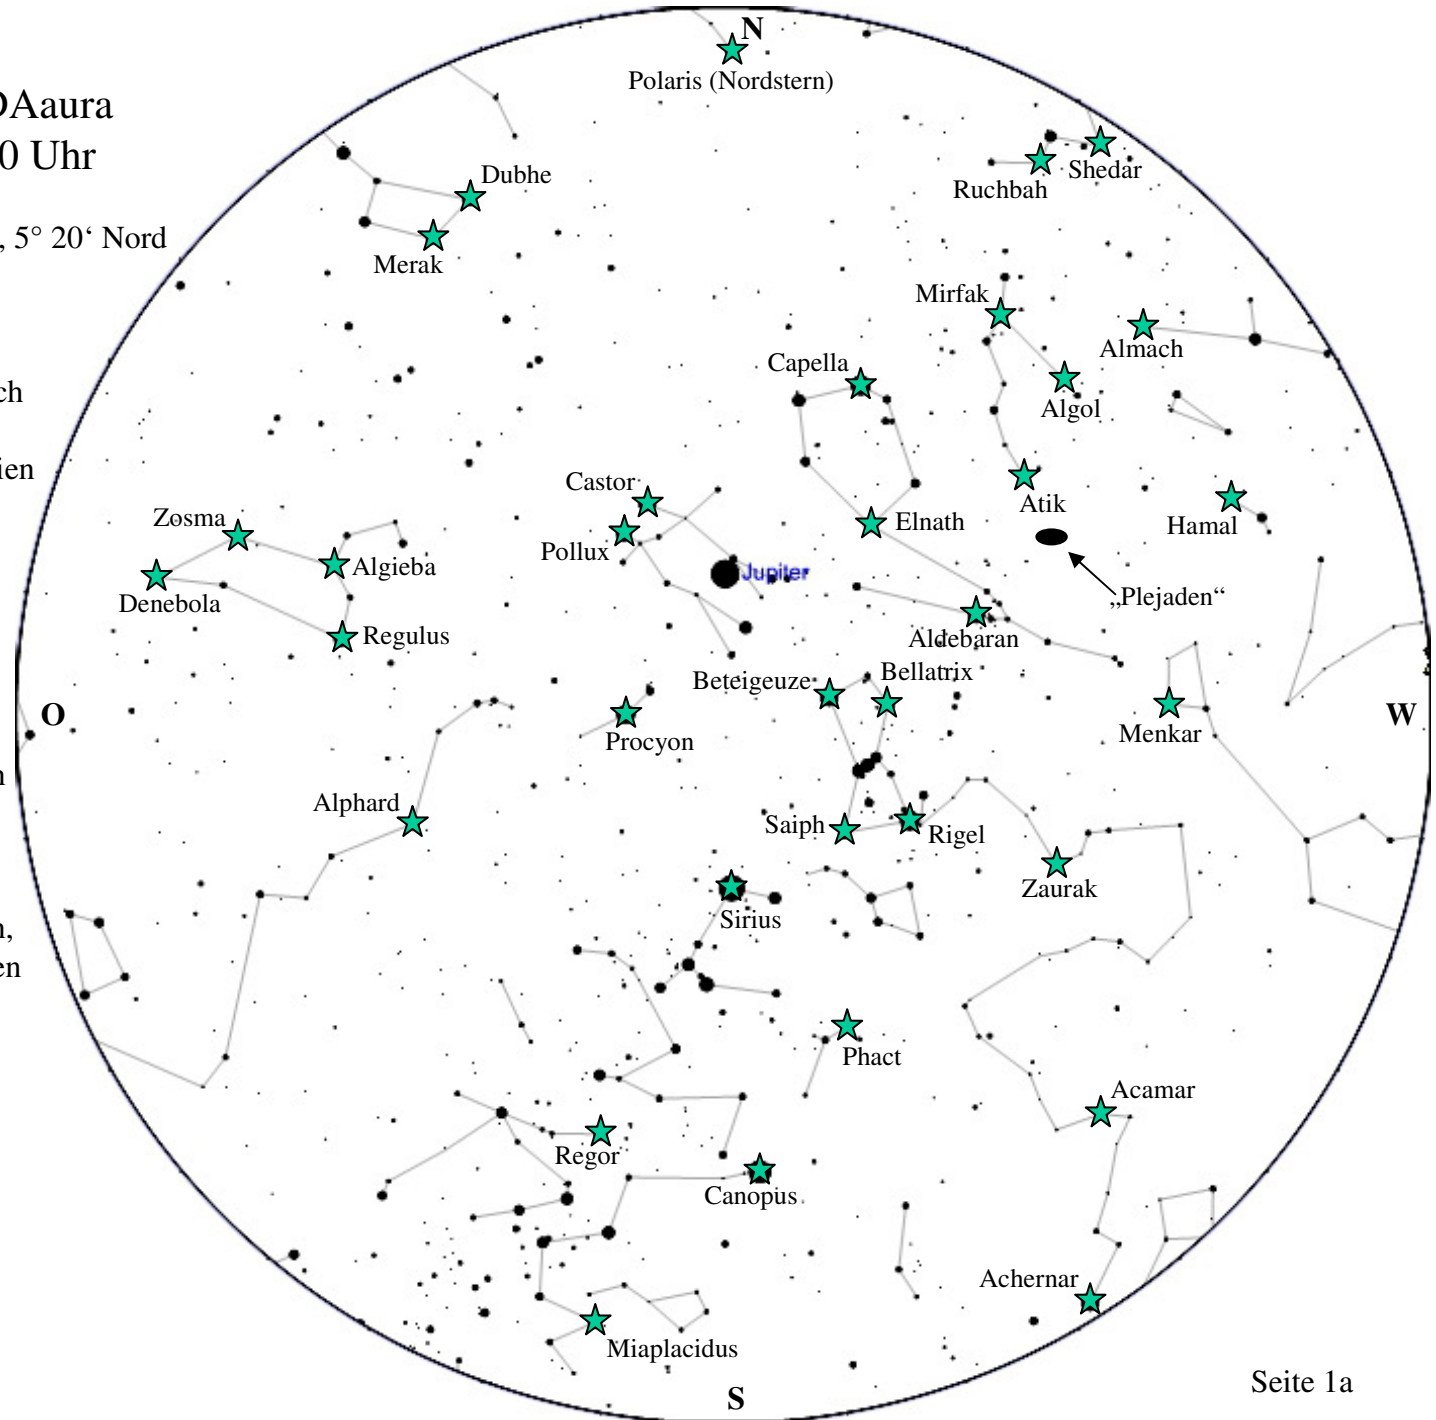 N
Polaris (Nordstern)
DAaura
0 Uhr
Shedar
Ruchbah
Dubhe
, 5° 20‘ Nord
Merak
Mirfak
Almach
Capella
ch
Algol
ien
Castor
Atik
Zosma
Elnath
Hamal
Pollux
Algieba
Jupiter
„Plejaden“
Denebola
Regulus
Aldebaran
Bellatrix
Beteigeuze
O
W
Menkar
Procyon
n
Alphard
Saiph
Rigel
Zaurak
Sirius
n,
en
Phact
Acamar
Regor
Canopus
Achernar
Miaplacidus
Seite 1a
S